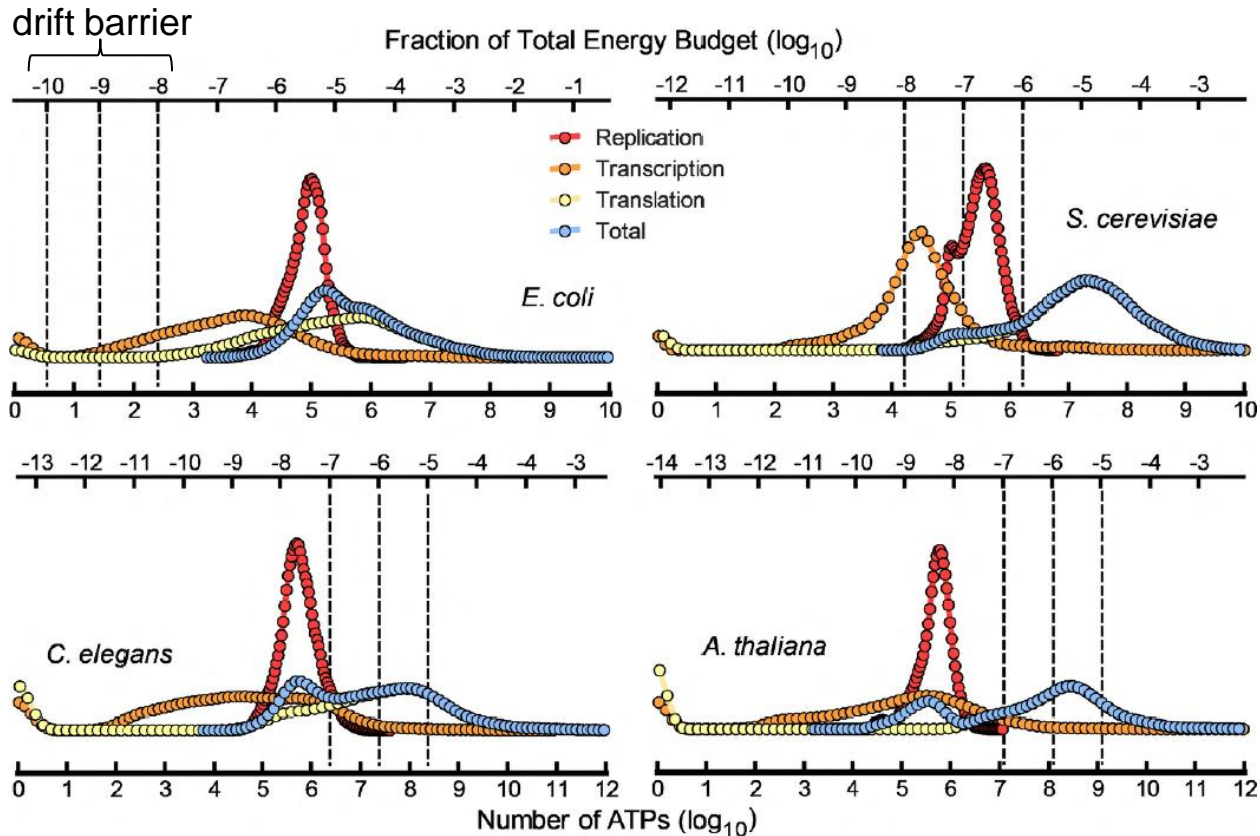 drift barrier
Fraction of Total Energy Budget (log10)
-10 -9 -8 -7 -6 -5 -4 -3 -2 -1
-12 -11 -10 -9 -8 -7 -6 -5 -4 -3
Replication
Transcription
Translation
Total
E. coli
S. cerevisiae
0 1 2 3 4 5 6 7 8 9 10
0 1 2 3 4 5 6 7 8 9 10
-13 -12 -11 -10 -9 -8 -7 -6 -5 -4 -4 -3
-14 -13 -12 -11 -10 -9 -8 -7 -6 -5 -4 -3
C. elegans
A. thaliana
0 1 2 3 4 5 6 7 8 9 10 11 12
0 1 2 3 4 5 6 7 8 9 10 11 12
Number of ATPs (log10)